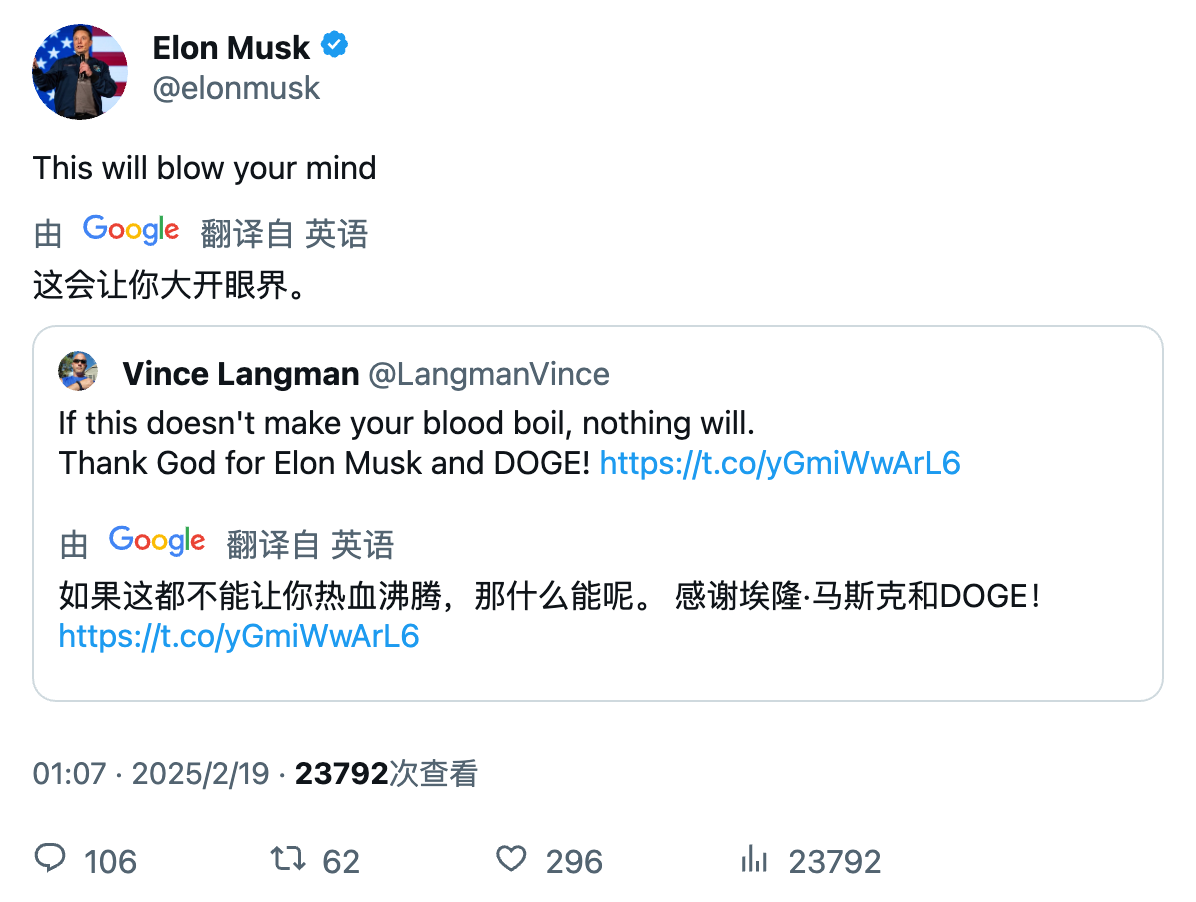 Elon Musk
@elonmusk
This will blow your mind
由 Google 翻译自 英语
这会让你大开眼界。
Vince Langman @LangmanVince
If this doesn't make your blood boil, nothing will.
Thank God for Elon Musk and DOGE! https://t.co/yGmiWwArL6
由 Google 翻译自 英语
如果这都不能让你热血沸腾，那什么能呢。 感谢埃隆·马斯克和DOGE！
https://t.co/yGmiWwArL6
01:07 · 2025/2/19 · 23792次查看
106 62 296 23792